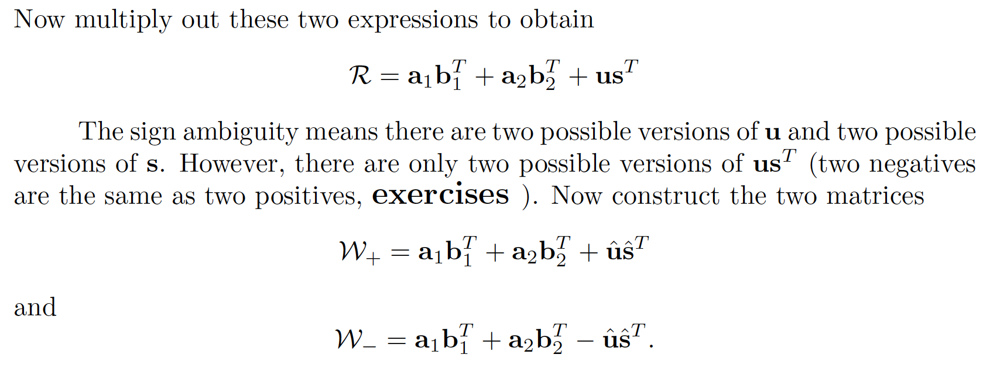 Now multiply out these two expressions to obtain
$\mathcal{R} = \mathbf{a}_1\mathbf{b}_1^T + \mathbf{a}_2\mathbf{b}_2^T + \mathbf{u}\mathbf{s}^T$
The sign ambiguity means there are two possible versions of $\mathbf{u}$ and two possible
versions of $\mathbf{s}$. However, there are only two possible versions of $\mathbf{u}\mathbf{s}^T$ (two negatives
are the same as two positives, exercises ). Now construct the two matrices
$\mathcal{W}_+ = \mathbf{a}_1\mathbf{b}_1^T + \mathbf{a}_2\mathbf{b}_2^T + \hat{\mathbf{u}}\hat{\mathbf{s}}^T$
and
$\mathcal{W}_- = \mathbf{a}_1\mathbf{b}_1^T + \mathbf{a}_2\mathbf{b}_2^T - \hat{\mathbf{u}}\hat{\mathbf{s}}^T.$